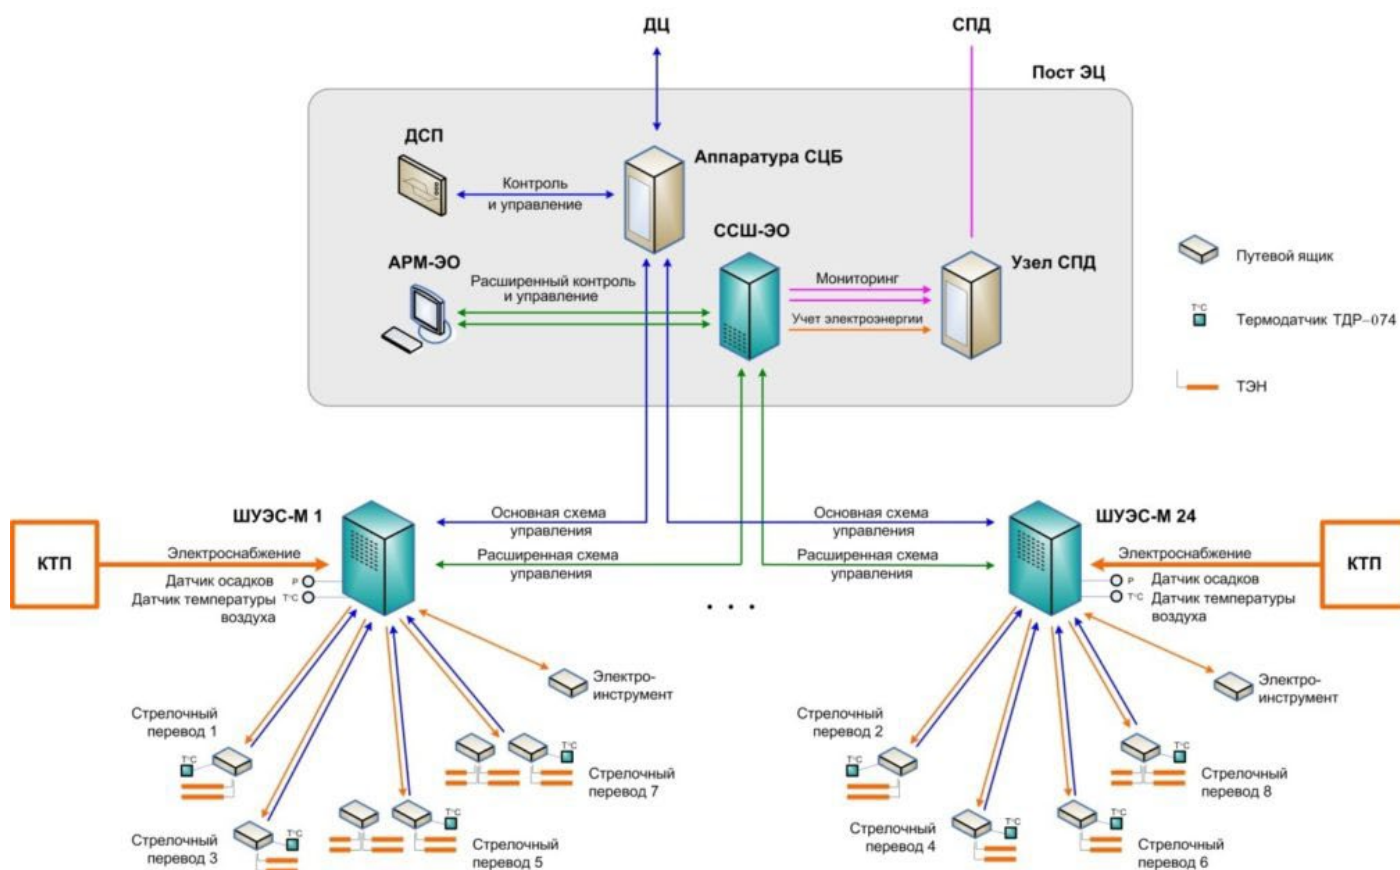 ДЦ
СПД
Пост ЭЦ
ДСП
Аппаратура СЦБ
Контроль
и управление
ССШ-ЭО
АРМ-ЭО
Расширенный контроль
и управление
Мониторинг
Узел СПД
Учет электроэнергии
Путевой ящик
T°C
Термодатчик ТДР-074
ТЭН
ШУЭС-М 1
Основная схема
управления
Основная схема
управления
ШУЭС-М 24
КТП
Электроснабжение
Расширенная схема
управления
Расширенная схема
управления
Электроснабжение
КТП
Датчик осадков
P
Датчик температуры
воздуха
T°C
. . .
P
Датчик осадков
T°C
Датчик температуры
воздуха
Электро-
инструмент
Электро-
инструмент
Стрелочный
перевод 1
T°C
T°C
Стрелочный
перевод 7
Стрелочный
перевод 2
T°C
T°C
Стрелочный
перевод 8
Стрелочный
перевод 3
T°C
T°C
Стрелочный
перевод 5
Стрелочный
перевод 4
T°C
T°C
Стрелочный
перевод 6